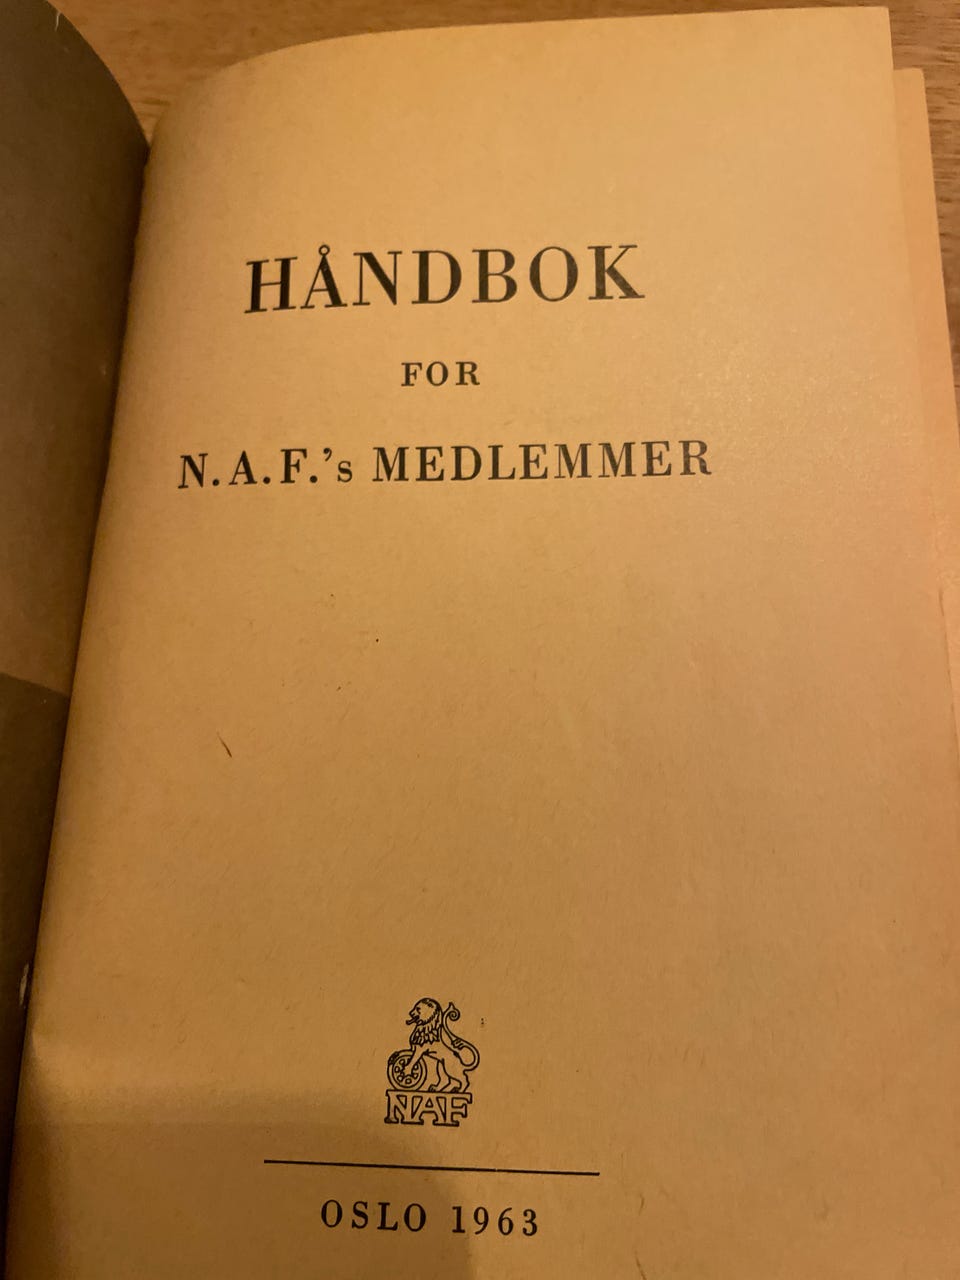 HÅNDBOK
FOR
N.A.F.'s MEDLEMMER
NAF
OSLO 1963